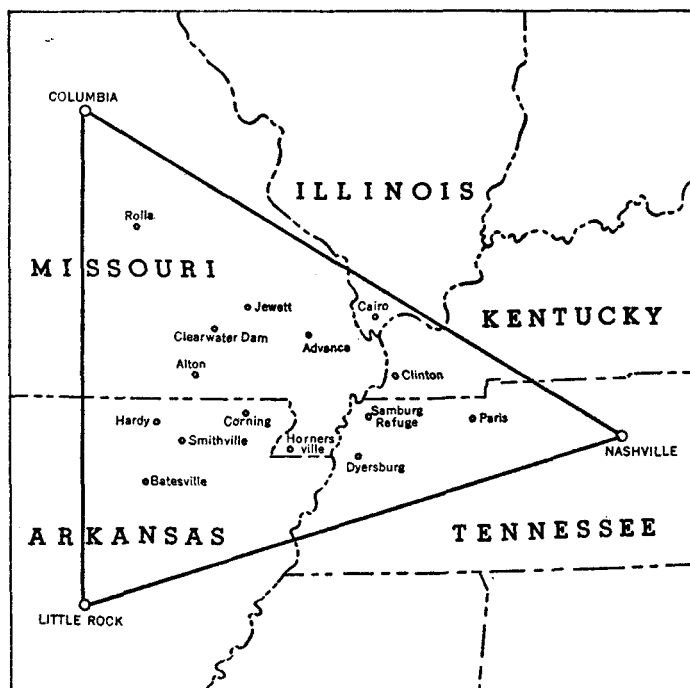 COLUMBIA
ILLINOIS
Rolla
MISSOURI
Jewett
Cairo
KENTUCKY
Clearwater Dam
Advance
Alton
Clinton
Hardy
Corning
Samburg
Refuge
Paris
Smithville
Horners
ville
NASHVILLE
Dyersburg
Batesville
ARKANSAS
TENNESSEE
LITTLE ROCK